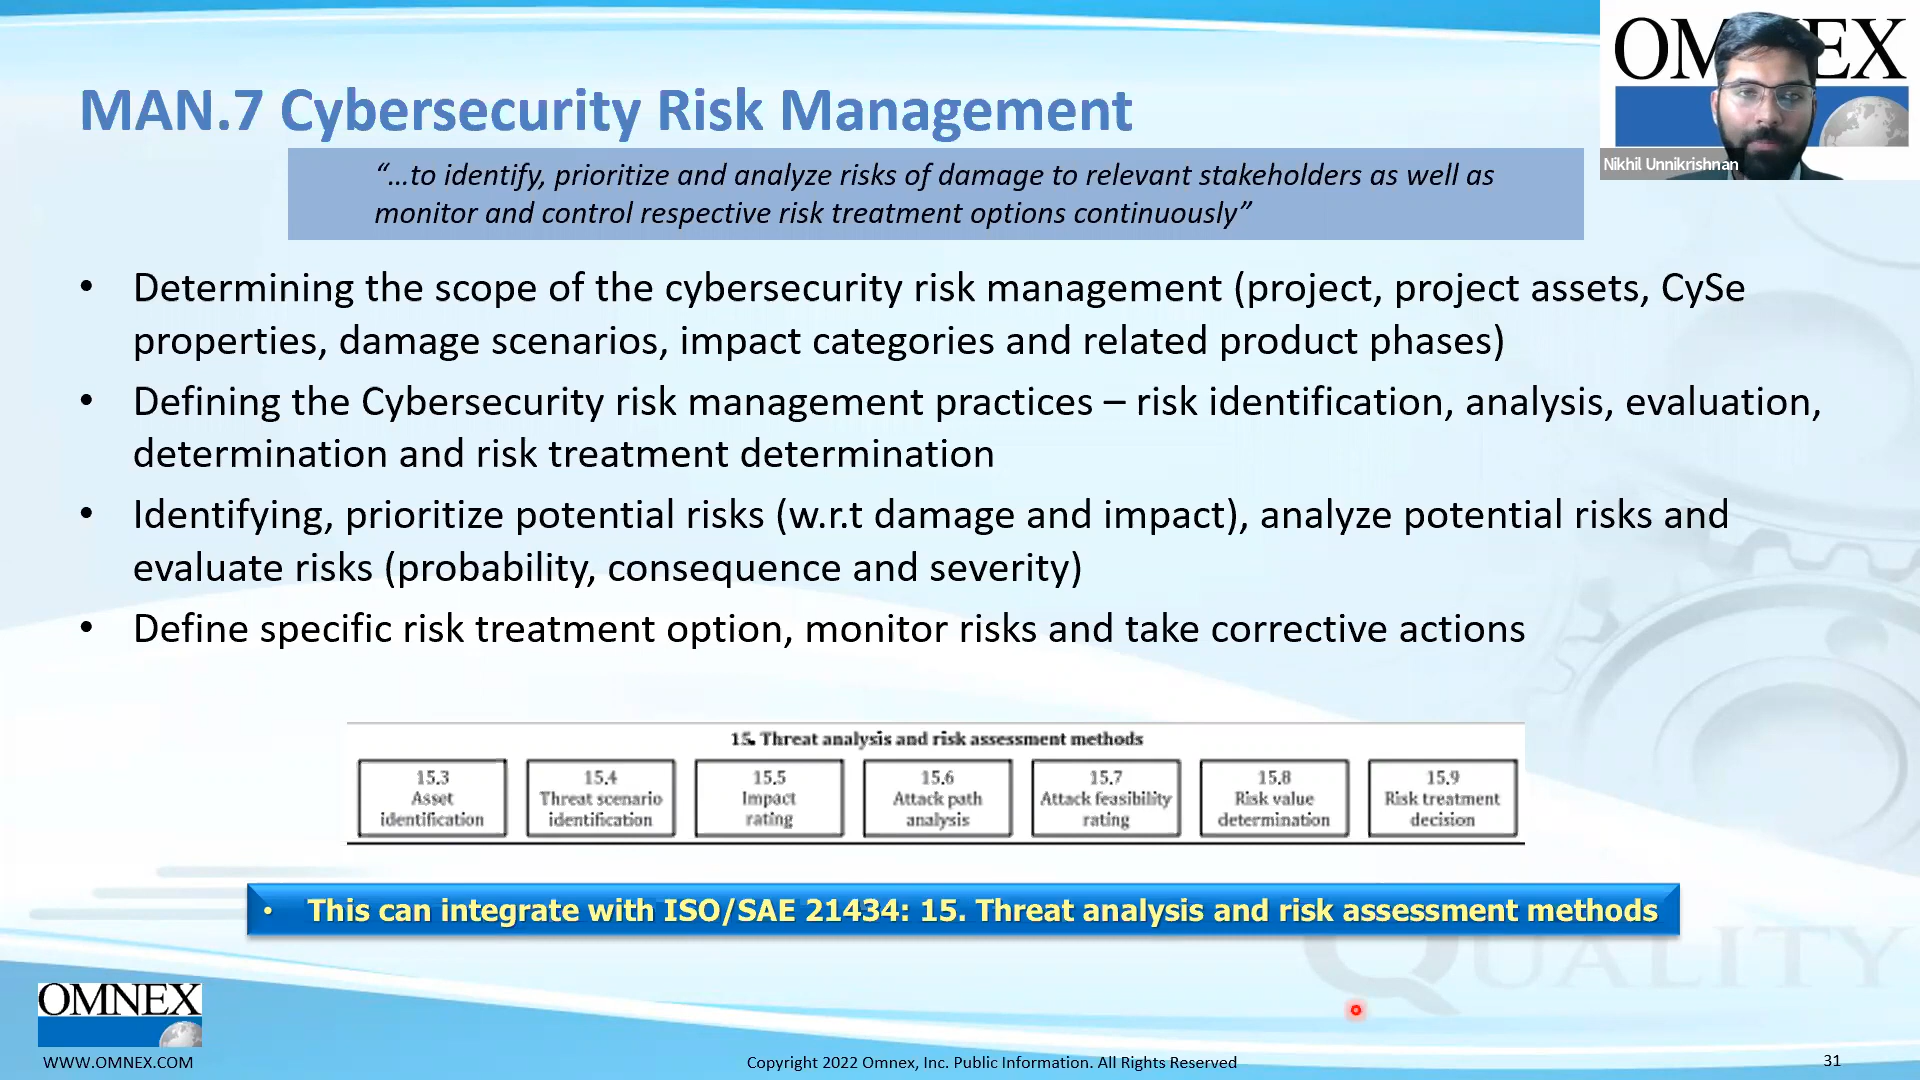 OMNEX
Nikhil Unnikrishnan
MAN.7 Cybersecurity Risk Management
“...to identify, prioritize and analyze risks of damage to relevant stakeholders as well as
monitor and control respective risk treatment options continuously”
• Determining the scope of the cybersecurity risk management (project, project assets, CySe
properties, damage scenarios, impact categories and related product phases)
• Defining the Cybersecurity risk management practices – risk identification, analysis, evaluation,
determination and risk treatment determination
• Identifying, prioritize potential risks (w.r.t damage and impact), analyze potential risks and
evaluate risks (probability, consequence and severity)
• Define specific risk treatment option, monitor risks and take corrective actions
15. Threat analysis and risk assessment methods
15.3
Asset
identification
15.4
Threat scenario
identification
15.5
Impact
rating
15.6
Attack path
analysis
15.7
Attack feasibility
rating
15.8
Risk value
determination
15.9
Risk treatment
decision
• This can integrate with ISO/SAE 21434: 15. Threat analysis and risk assessment methods
QUALITY
OMNEX
WWW.OMNEX.COM
Copyright 2022 Omnex, Inc. Public Information. All Rights Reserved
31